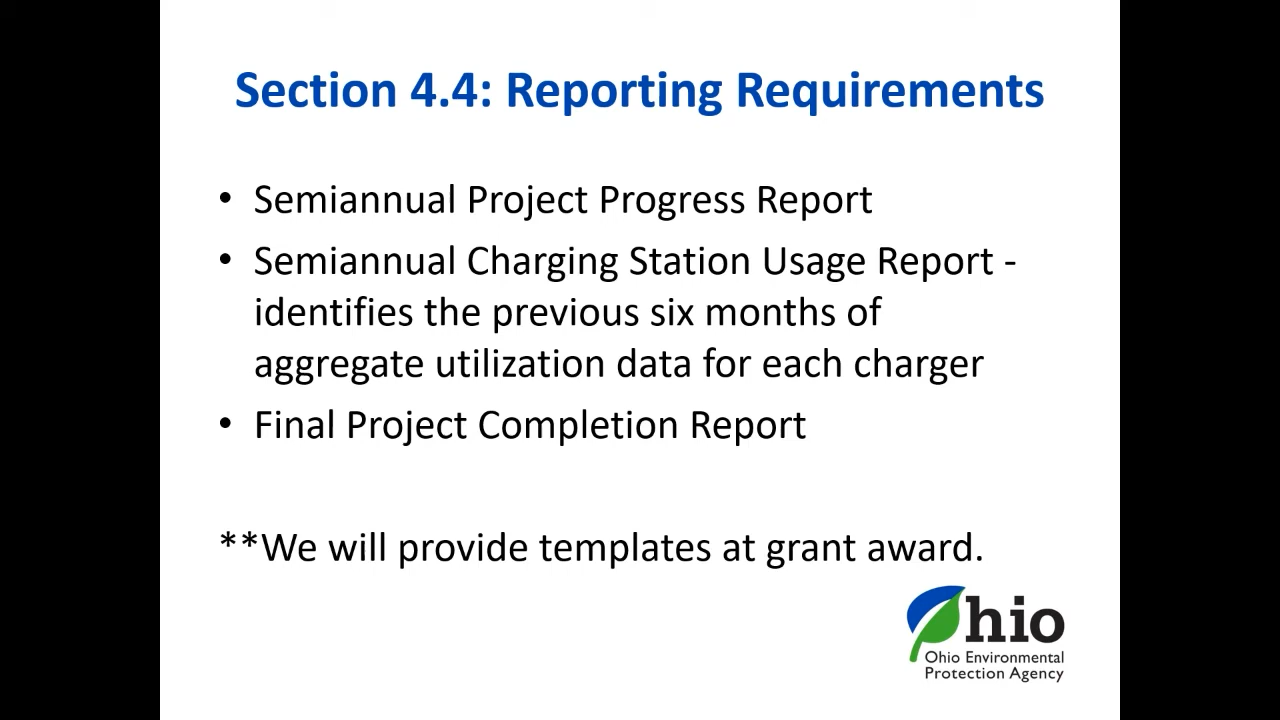 Section 4.4: Reporting Requirements
• Semiannual Project Progress Report
• Semiannual Charging Station Usage Report -
identifies the previous six months of
aggregate utilization data for each charger
• Final Project Completion Report
**We will provide templates at grant award.
hio
Ohio Environmental
Protection Agency